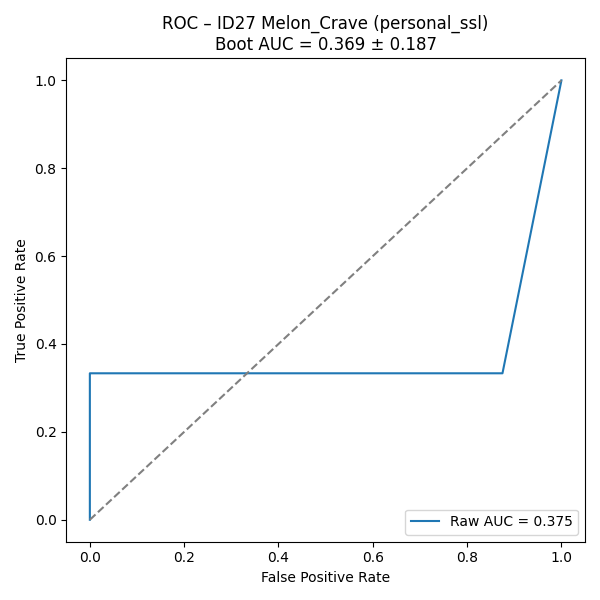 ROC – ID27 Melon_Crave (personal_ssl)
Boot AUC = 0.369 ± 0.187
1.0
0.8
0.6
0.4
0.2
0.0
True Positive Rate
Raw AUC = 0.375
0.0 0.2 0.4 0.6 0.8 1.0
False Positive Rate